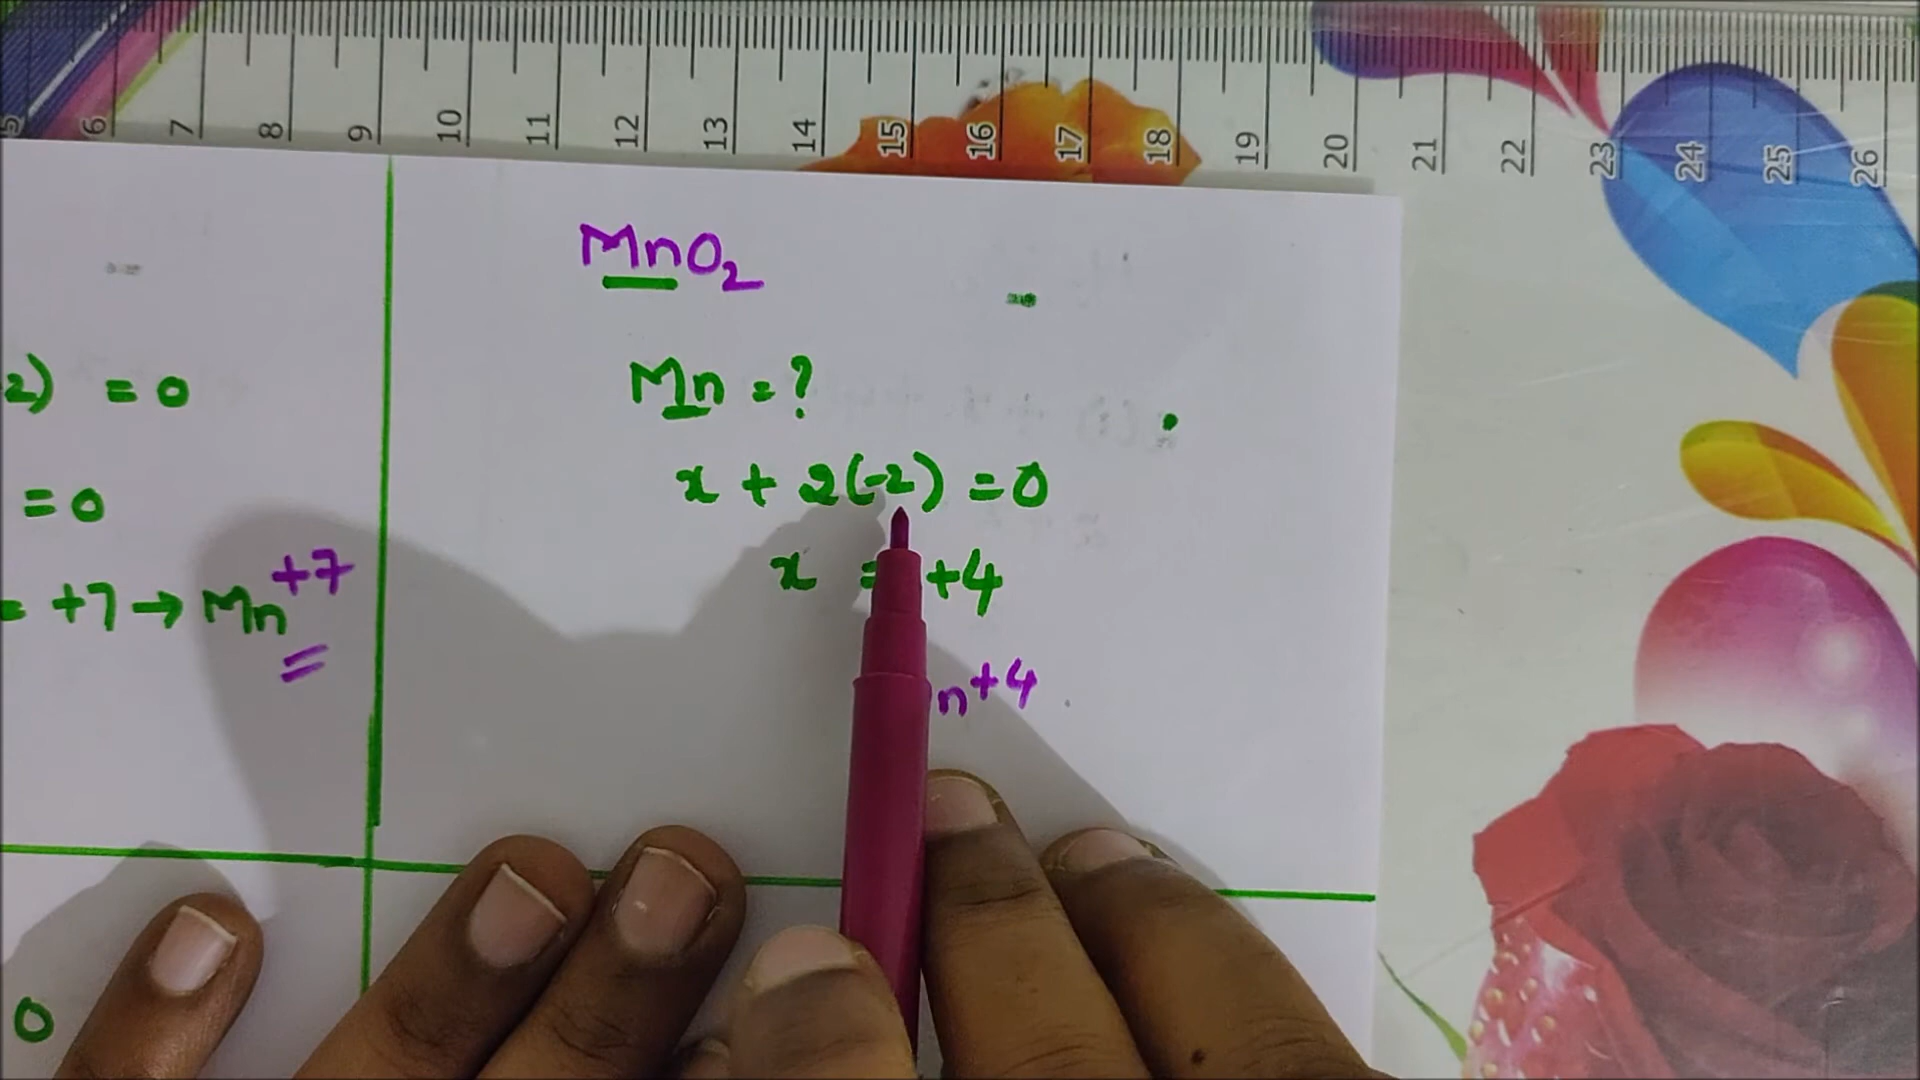 5 6 7 8 9 10 11 12 13 14 15 16 17 18 19 20 21 22 23 24 25 26
MnO₂
Mn = ?
x + 2(-2) = 0
x = +4
n⁺⁴
2) = 0
= 0
= +7 → Mn⁺⁷
0